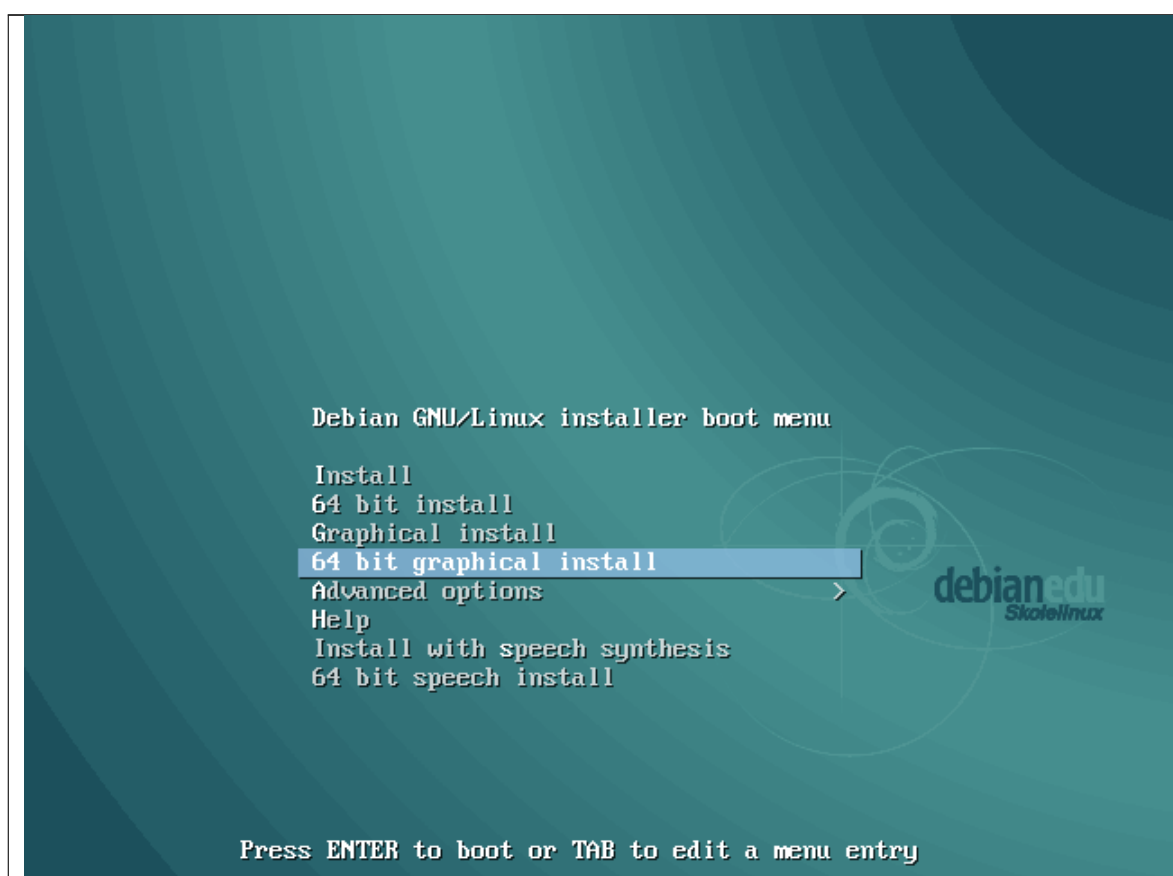 Debian GNU/Linux installer boot menu
Install
64 bit install
Graphical install
64 bit graphical install
Advanced options >
Help
Install with speech synthesis
64 bit speech install
debianedu
Skolelinux
Press ENTER to boot or TAB to edit a menu entry